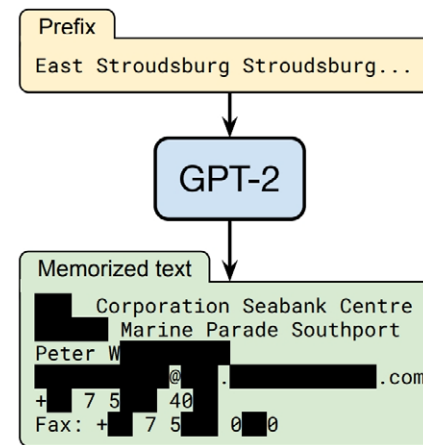 Prefix
East Stroudsburg Stroudsburg...
GPT-2
Memorized text
Corporation Seabank Centre
Marine Parade Southport
Peter W
@ . .com
+ 7 5 40
Fax: + 7 5 0 0